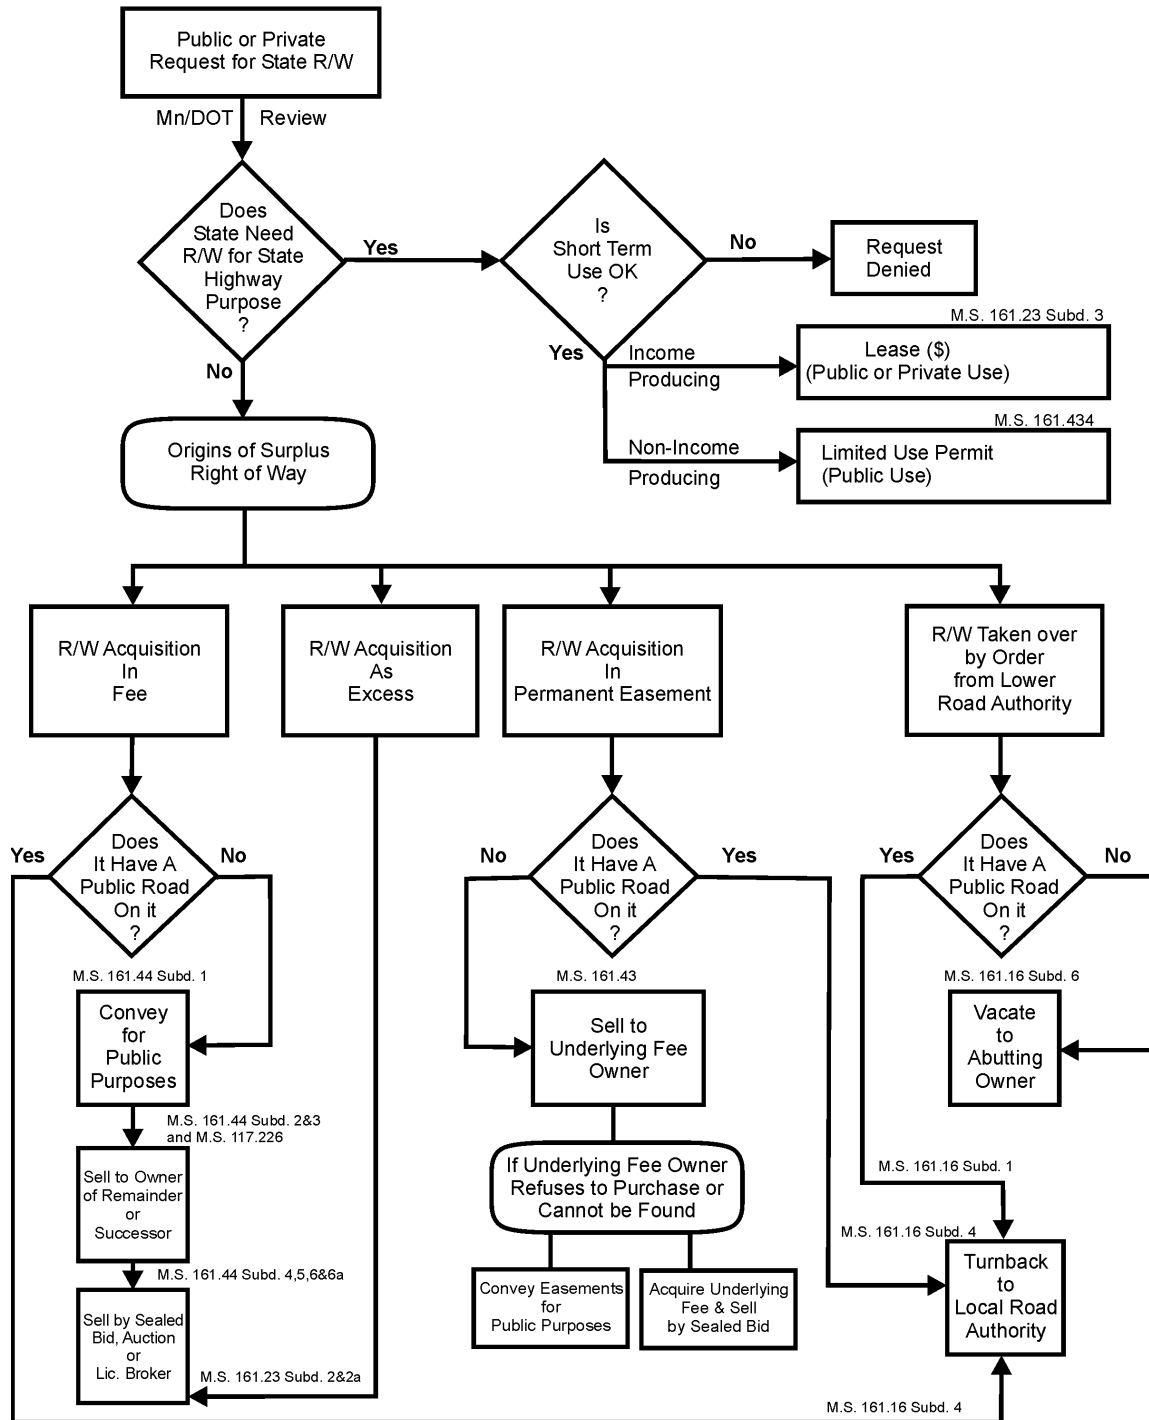 Public or Private
Request for State R/W
Mn/DOT Review
Does
State Need
R/W for State
Highway
Purpose
?
Yes
No
Is
Short Term
Use OK
?
No
Request
Denied
Yes
M.S. 161.23 Subd. 3
Income
Producing
Lease ($)
(Public or Private Use)
M.S. 161.434
Non-Income
Producing
Limited Use Permit
(Public Use)
Origins of Surplus
Right of Way
R/W Acquisition
In
Fee
R/W Acquisition
As
Excess
R/W Acquisition
In
Permanent Easement
R/W Taken over
by Order
from Lower
Road Authority
Yes
Does
It Have A
Public Road
On it
?
No
No
Does
It Have A
Public Road
On it
?
Yes
Yes
Does
It Have A
Public Road
On it
?
No
M.S. 161.44 Subd. 1
Convey
for
Public
Purposes
M.S. 161.44 Subd. 2&3
and M.S. 117.226
Sell to Owner
of Remainder
or
Successor
M.S. 161.44 Subd. 4,5,6&6a
Sell by Sealed
Bid, Auction
or
Lic. Broker
M.S. 161.23 Subd. 2&2a
M.S. 161.43
Sell to
Underlying Fee
Owner
If Underlying Fee Owner
Refuses to Purchase or
Cannot be Found
Convey Easements
for
Public Purposes
Acquire Underlying
Fee & Sell
by Sealed Bid
M.S. 161.16 Subd. 6
Vacate
to
Abutting
Owner
M.S. 161.16 Subd. 1
M.S. 161.16 Subd. 4
Turnback
to
Local Road
Authority
M.S. 161.16 Subd. 4